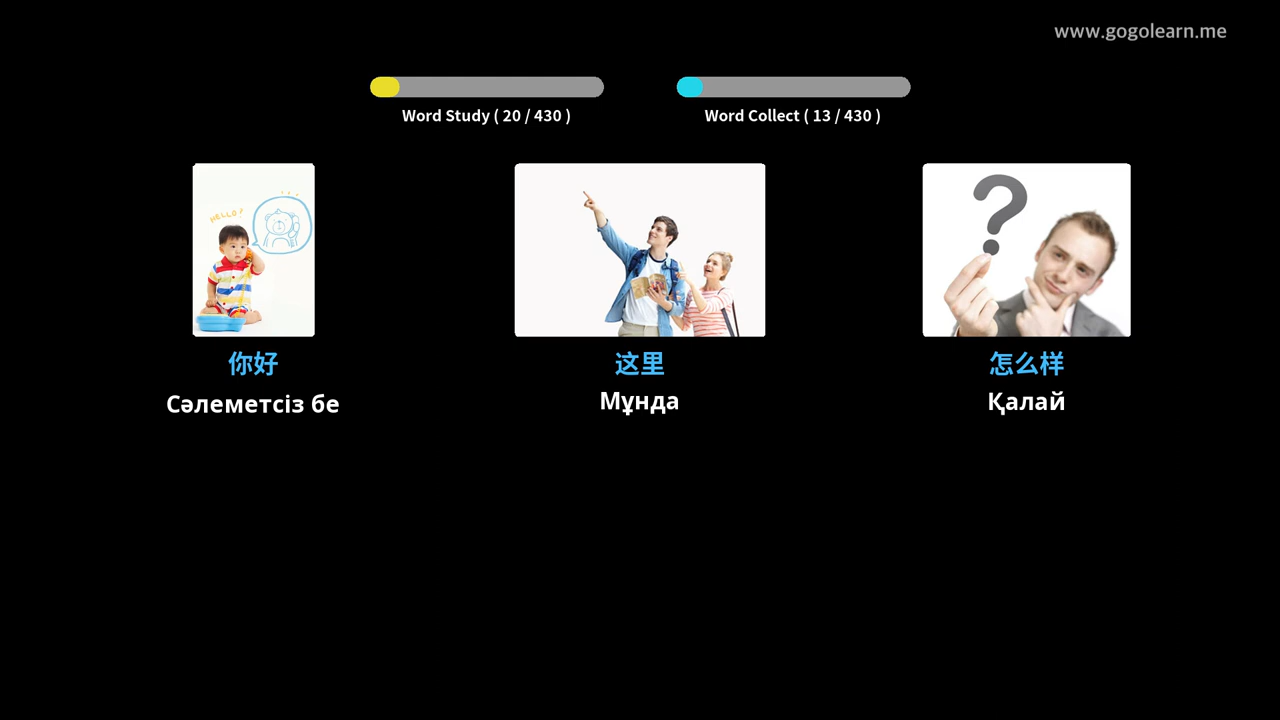 www.gogolearn.me
Word Study ( 20 / 430 )
Word Collect ( 13 / 430 )
HELLO?
你好
这里
怎么样
Сәлеметсіз бе
Мұнда
Қалай